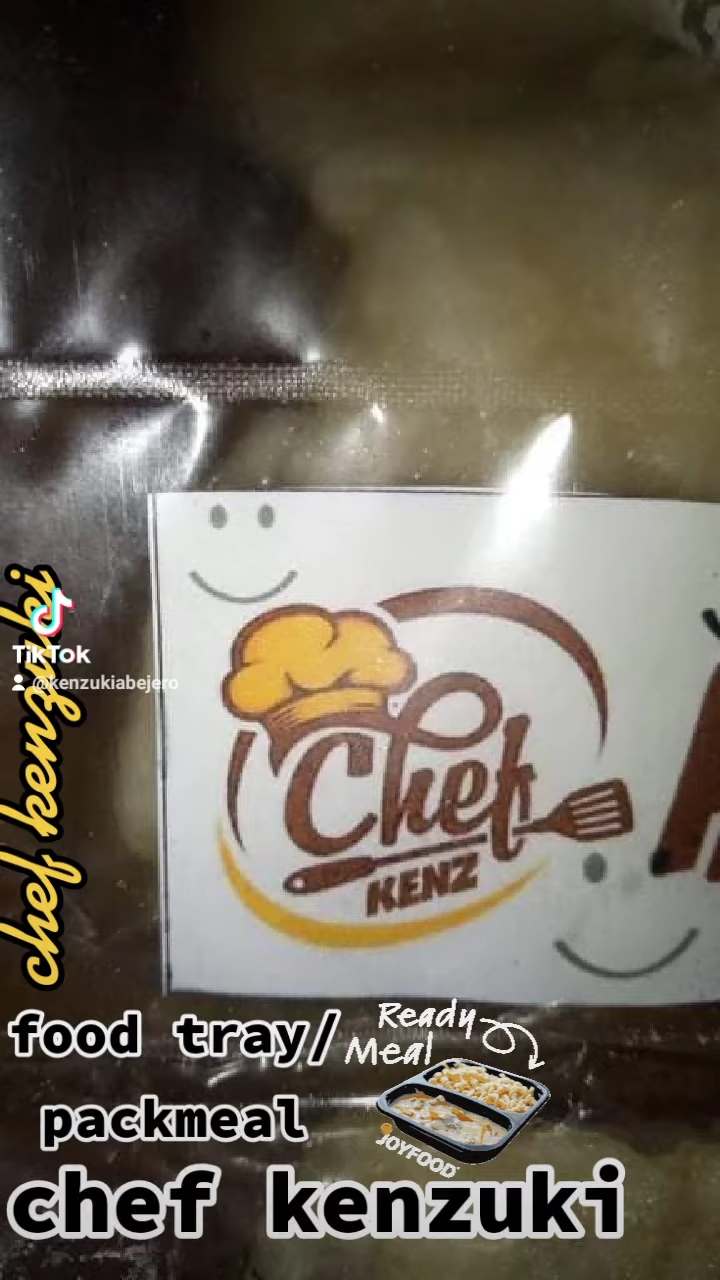 Chef
KENZ
chef kenzuki
TikTok
@kenzukiabejero
food tray/
packmeal
Ready
Meal
JOYFOOD
chef kenzuki